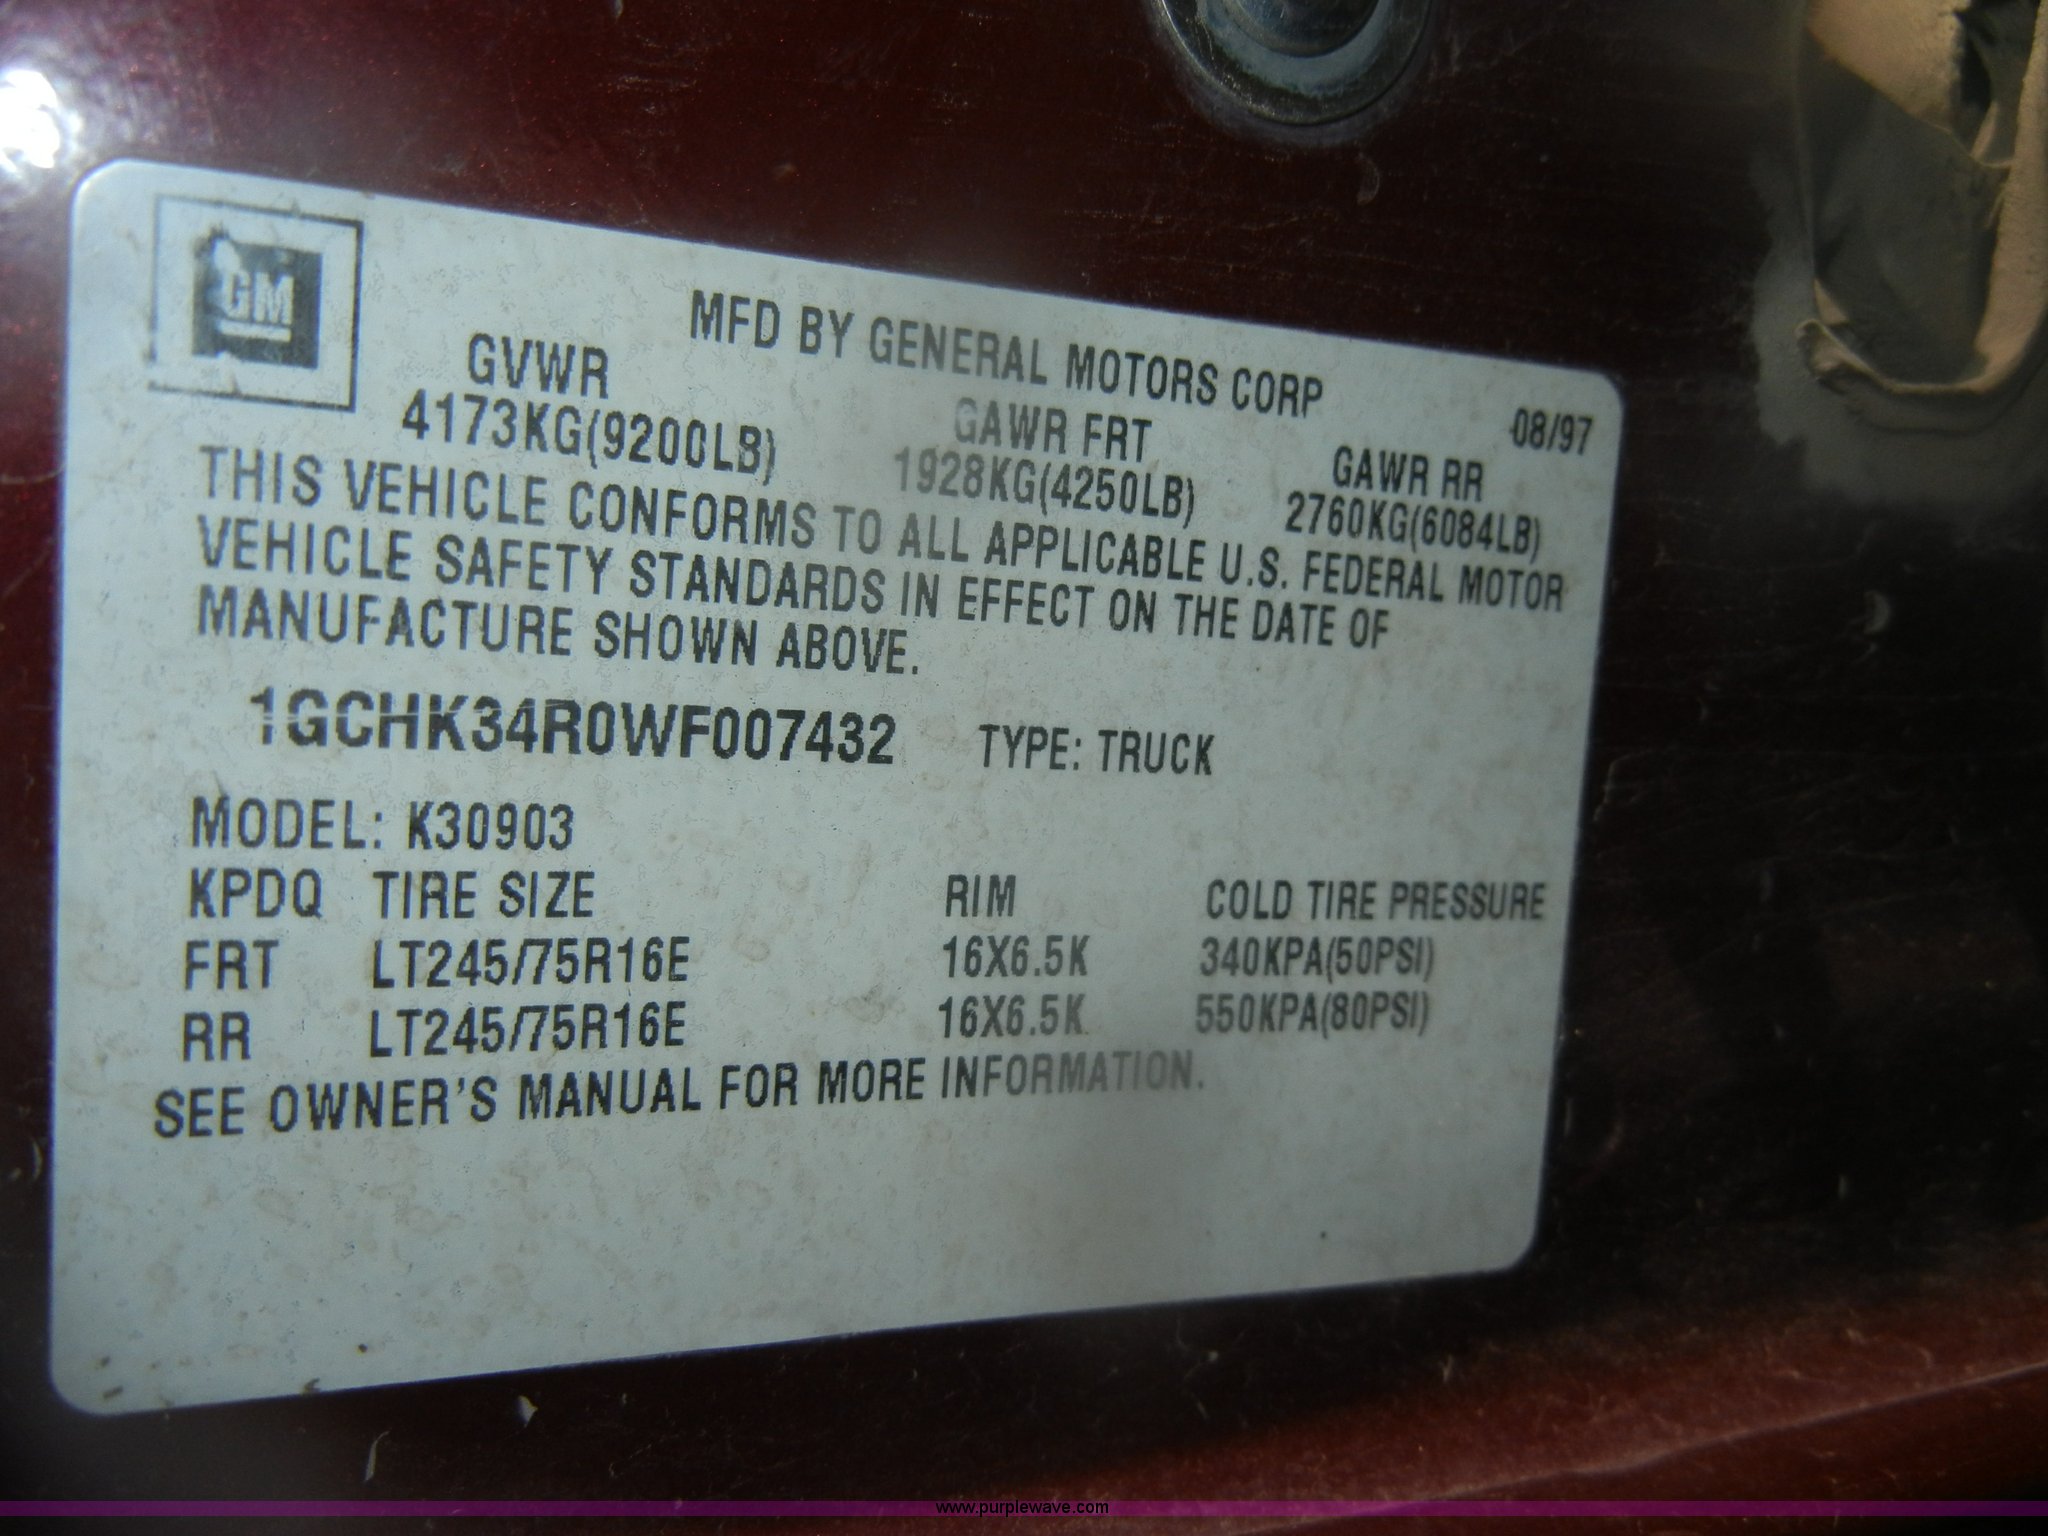 GM
MFD BY GENERAL MOTORS CORP
08/97
GVWR GAWR FRT GAWR RR
4173KG(9200LB) 1928KG(4250LB) 2760KG(6084LB)
THIS VEHICLE CONFORMS TO ALL APPLICABLE U.S. FEDERAL MOTOR
VEHICLE SAFETY STANDARDS IN EFFECT ON THE DATE OF
MANUFACTURE SHOWN ABOVE.
1GCHK34R0WF007432 TYPE: TRUCK
MODEL: K30903
KPDQ TIRE SIZE RIM COLD TIRE PRESSURE
FRT LT245/75R16E 16X6.5K 340KPA(50PSI)
RR LT245/75R16E 16X6.5K 550KPA(80PSI)
SEE OWNER'S MANUAL FOR MORE INFORMATION.
www.purplewave.com